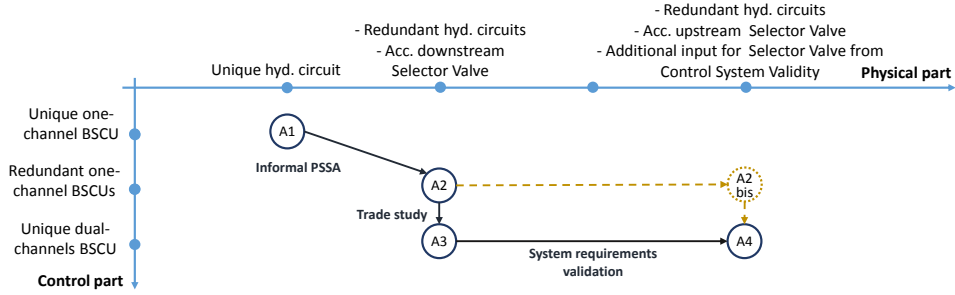 - Redundant hyd. circuits
- Acc. upstream Selector Valve
- Additional input for Selector Valve from
Control System Validity
- Redundant hyd. circuits
- Acc. downstream
Selector Valve
Unique hyd. circuit
Physical part
Unique one-
channel BSCU
A1
Informal PSSA
Redundant one-
channel BSCUs
A2
A2
bis
Trade study
Unique dual-
channels BSCU
A3
A4
System requirements
validation
Control part